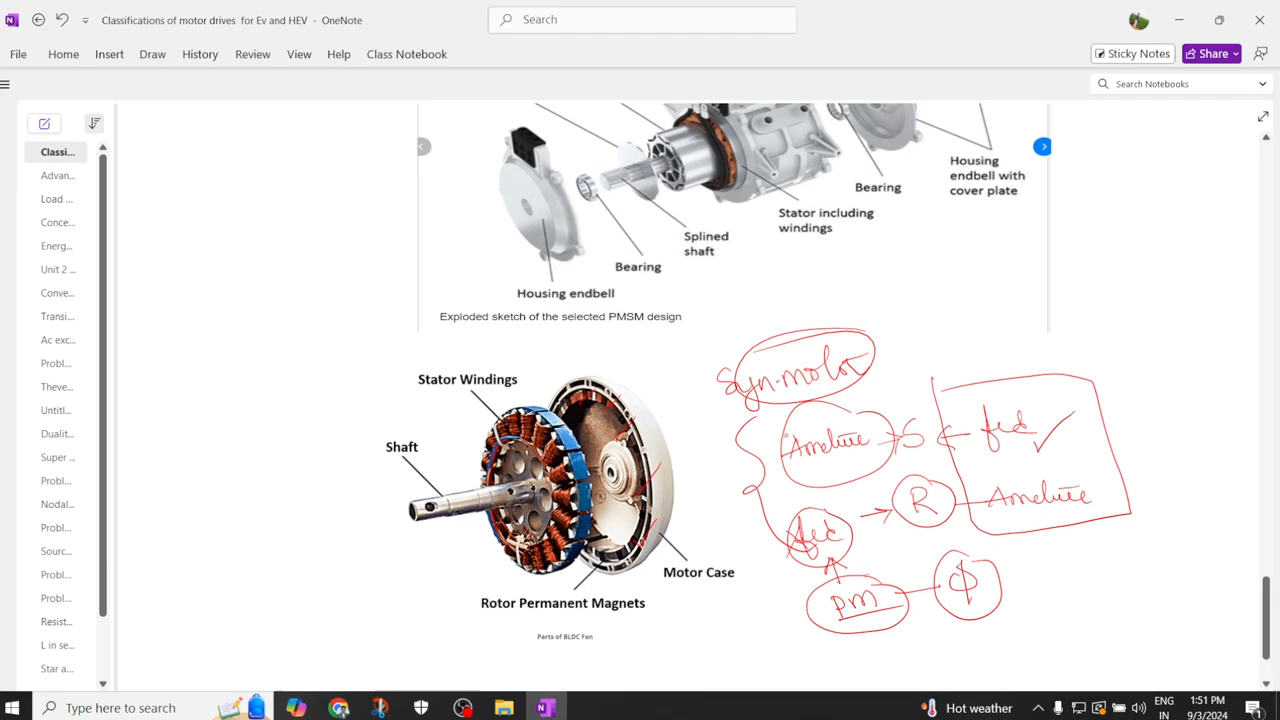 Classifications of motor drives for Ev and HEV - OneNote
Search
File Home Insert Draw History Review View Help Class Notebook
Sticky Notes
Share
Search Notebooks
Classi...
Advan...
Load ...
Conce...
Energ...
Unit 2 ...
Conve...
Transi...
Ac exc...
Probl...
Theve...
Untitl...
Dualit...
Super ...
Probl...
Nodal...
Probl...
Sourc...
Probl...
Probl...
Resist...
L in se...
Star a...
Housing
endbell with
cover plate
Bearing
Stator including
windings
Splined
shaft
Bearing
Housing endbell
Exploded sketch of the selected PMSM design
Stator Windings
Shaft
Motor Case
Rotor Permanent Magnets
Parts of BLDC Fan
Syn-motor
S
R
PM
ϕ
Type here to search
Hot weather
ENG
IN
1:51 PM
9/3/2024